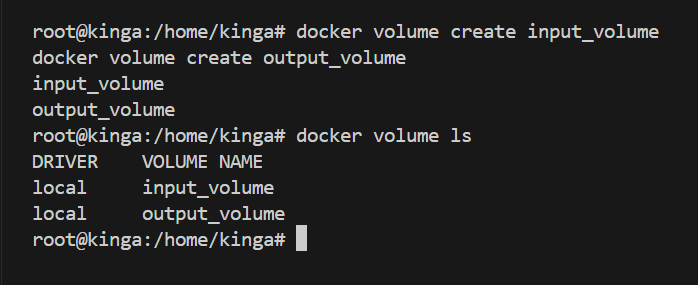 root@kinga:/home/kinga# docker volume create input_volume
docker volume create output_volume
input_volume
output_volume
root@kinga:/home/kinga# docker volume ls
DRIVER    VOLUME NAME
local     input_volume
local     output_volume
root@kinga:/home/kinga#